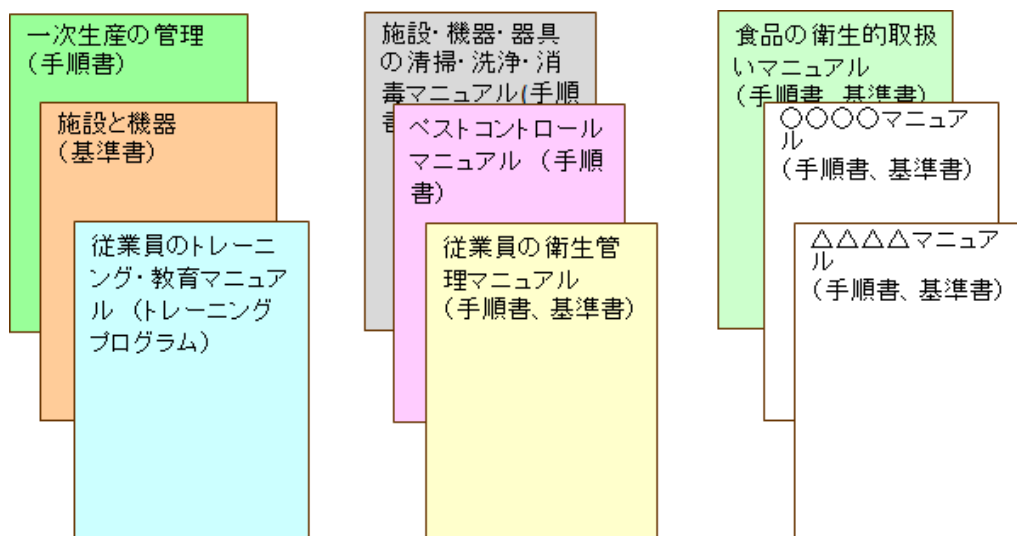 一次生産の管理
（手順書）
施設と機器
（基準書）
従業員のトレーニ
ング・教育マニュア
ル （トレーニング
プログラム）
施設・機器・器具
の清掃・洗浄・消
毒マニュアル(手順
書
ペストコントロール
マニュアル （手順
書）
従業員の衛生管
理マニュアル
（手順書、基準書）
食品の衛生的取扱
いマニュアル
（手順書、基準書）
○○○○マニュア
ル
（手順書、基準書）
△△△△マニュア
ル
（手順書、基準書）